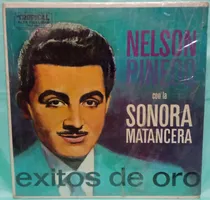 NELSON
PINEDO
con la
SONORA
MATANCERA
exitos de oro